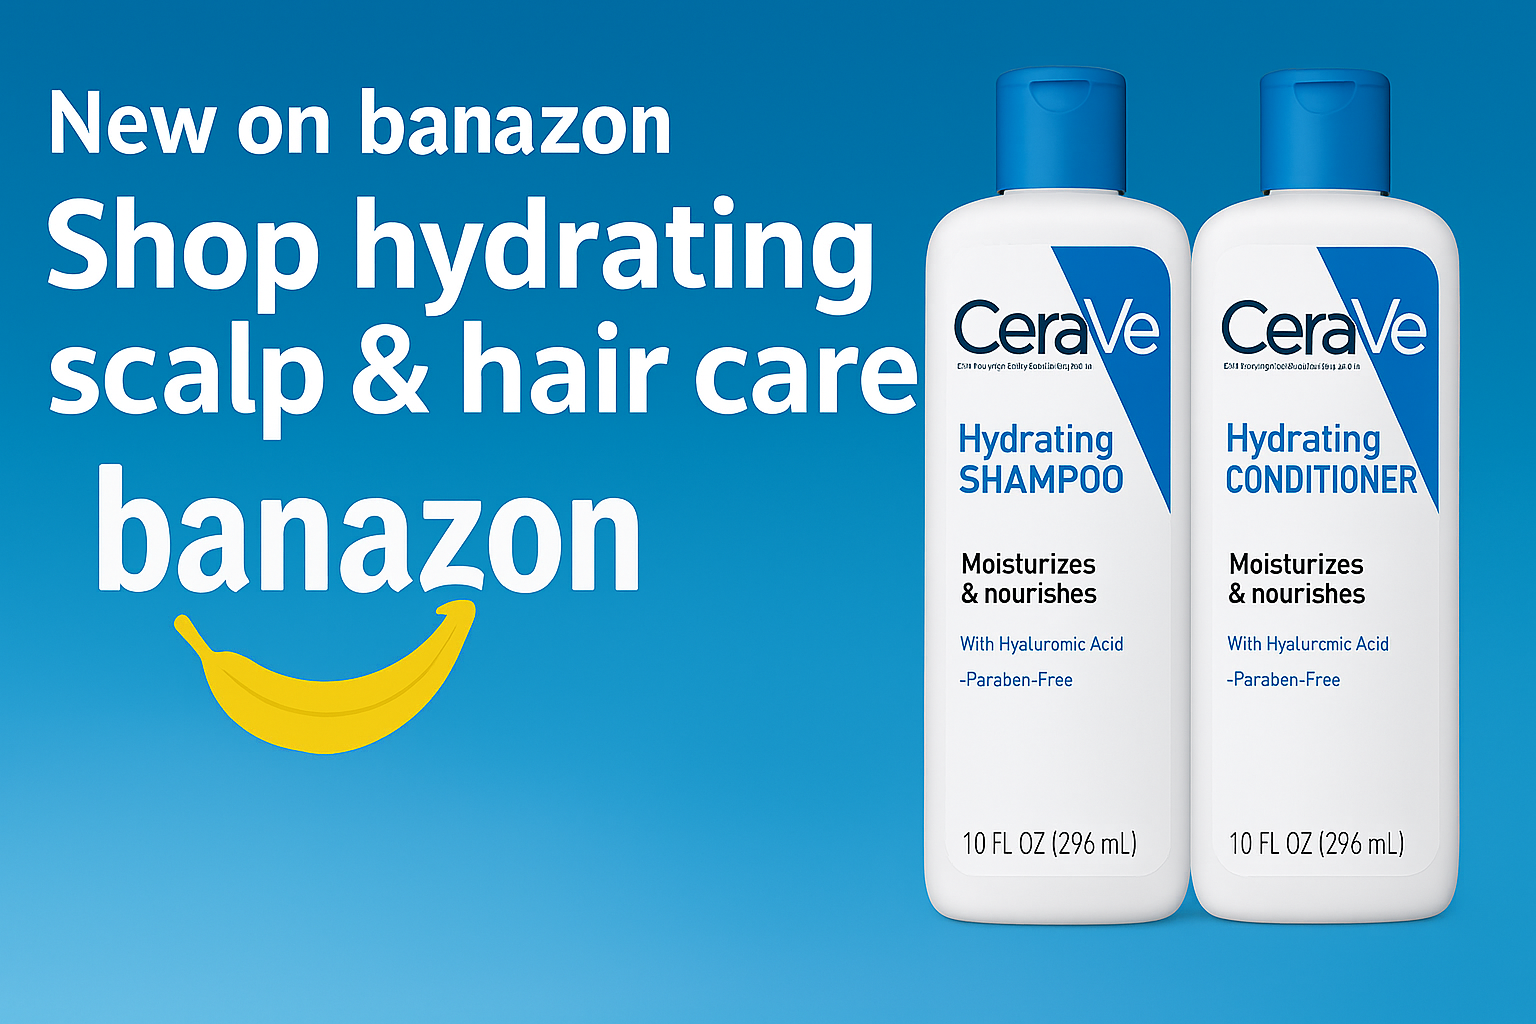 New on banazon
Shop hydrating
scalp & hair care
banazon
CeraVe
Hydrating
SHAMPOO
Moisturizes
& nourishes
With Hyaluromic Acid
-Paraben-Free
10 FL OZ (296 mL)
CeraVe
Hydrating
CONDITIONER
Moisturizes
& nourishes
With Hyalurcmic Acid
-Paraben-Free
10 FL OZ (296 mL)